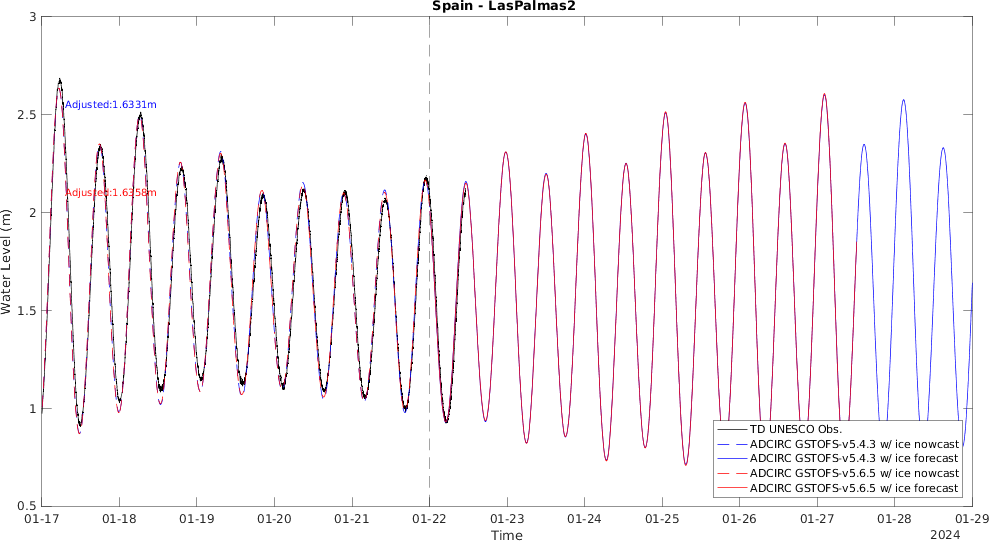 Spain - LasPalmas2
3
2.5
2
1.5
1
0.5
Water Level (m)
Adjusted:1.6331m
Adjusted:1.6358m
TD UNESCO Obs.
ADCIRC GSTOFS-v5.4.3 w/ ice nowcast
ADCIRC GSTOFS-v5.4.3 w/ ice forecast
ADCIRC GSTOFS-v5.6.5 w/ ice nowcast
ADCIRC GSTOFS-v5.6.5 w/ ice forecast
01-17 01-18 01-19 01-20 01-21 01-22 01-23 01-24 01-25 01-26 01-27 01-28 01-29
Time
2024